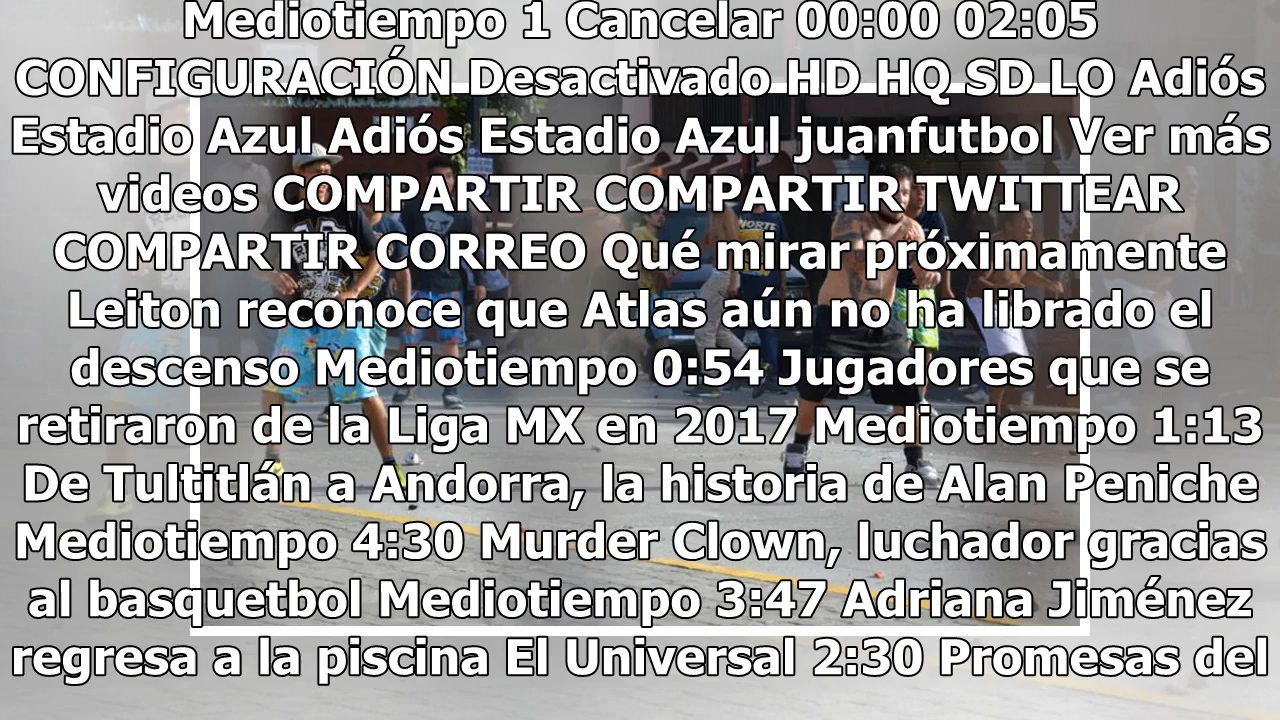 Mediotiempo 1 Cancelar 00:00 02:05
CONFIGURACIÓN Desactivado HD HQ SD LO Adiós
Estadio Azul Adiós Estadio Azul juanfutbol Ver más
videos COMPARTIR COMPARTIR TWITTEAR
COMPARTIR CORREO Qué mirar próximamente
Leiton reconoce que Atlas aún no ha librado el
descenso Mediotiempo 0:54 Jugadores que se
retiraron de la Liga MX en 2017 Mediotiempo 1:13
De Tultitlán a Andorra, la historia de Alan Peniche
Mediotiempo 4:30 Murder Clown, luchador gracias
al basquetbol Mediotiempo 3:47 Adriana Jiménez
regresa a la piscina El Universal 2:30 Promesas del
NORTE